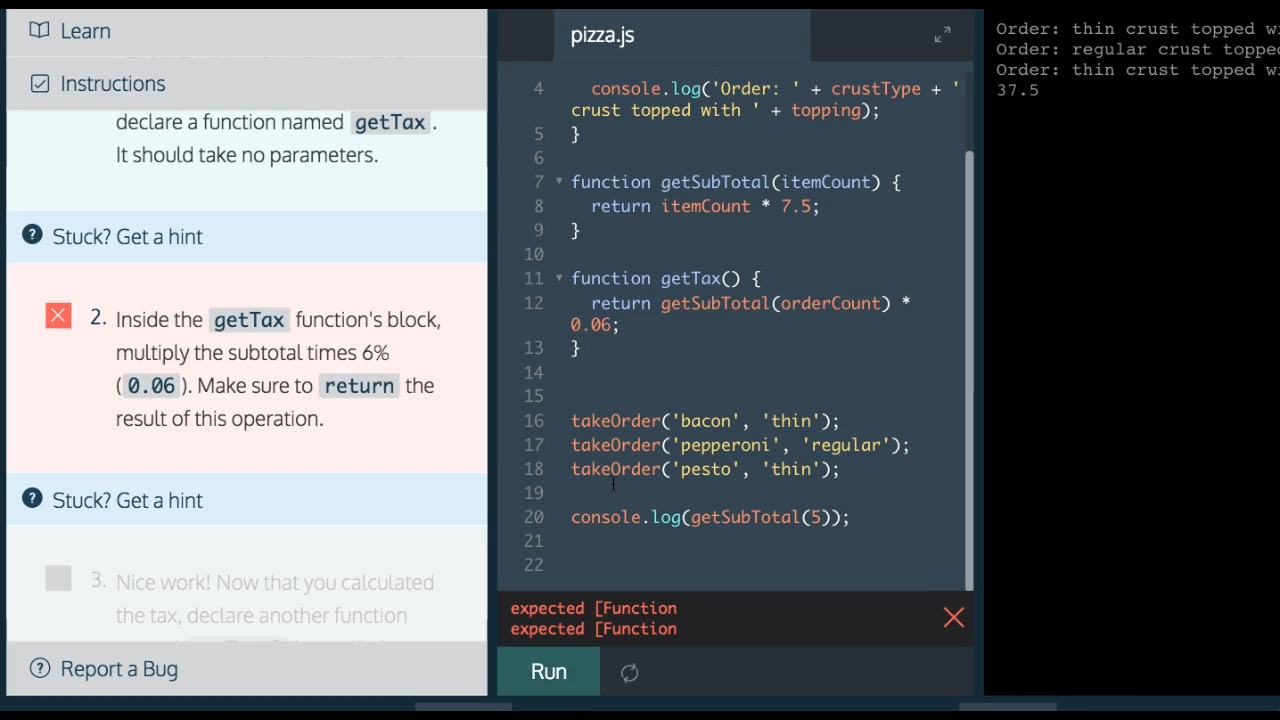 Learn
Instructions
declare a function named getTax.
It should take no parameters.
Stuck? Get a hint
2. Inside the getTax function's block,
multiply the subtotal times 6%
(0.06). Make sure to return the
result of this operation.
Stuck? Get a hint
3. Nice work! Now that you calculated
the tax, declare another function
Report a Bug
pizza.js
4 console.log('Order: ' + crustType + '
crust topped with ' + topping);
5 }
6
7 function getSubTotal(itemCount) {
8 return itemCount * 7.5;
9 }
10
11 function getTax() {
12 return getSubTotal(orderCount) *
0.06;
13 }
14
15
16 takeOrder('bacon', 'thin');
17 takeOrder('pepperoni', 'regular');
18 takeOrder('pesto', 'thin');
19
20 console.log(getSubTotal(5));
21
22
expected [Function
expected [Function
Run
Order: thin crust topped wi
Order: regular crust topped
Order: thin crust topped wi
37.5